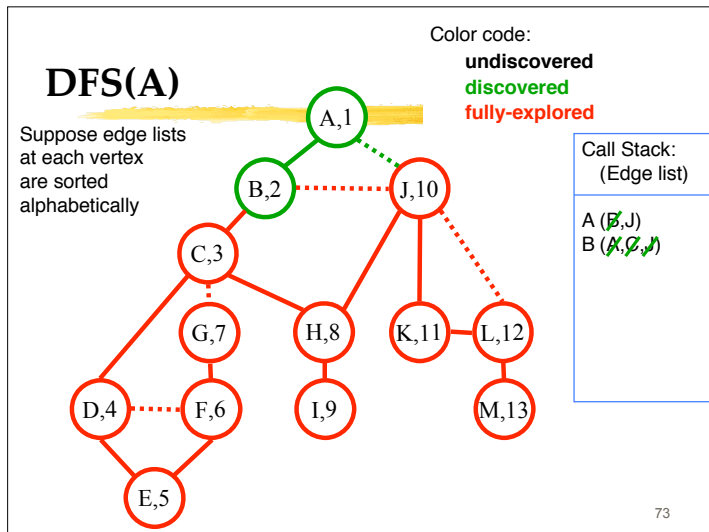 Color code:
undiscovered
discovered
fully-explored
DFS(A)
Suppose edge lists
at each vertex
are sorted
alphabetically
Call Stack:
(Edge list)
A (B,J)
B (A,C,J)
A,1
B,2
J,10
C,3
G,7
H,8
K,11
L,12
D,4
F,6
I,9
M,13
E,5
73